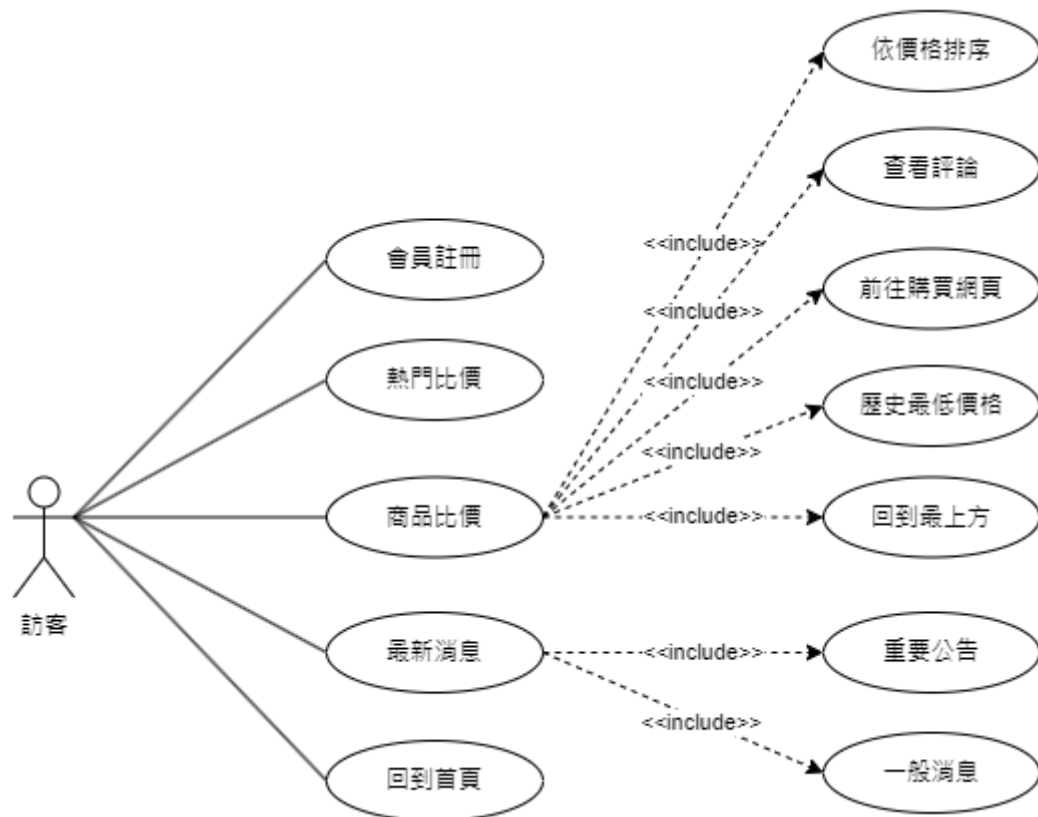 依價格排序
查看評論
<<include>>
會員註冊
前往購買網頁
<<include>>
熱門比價
<<include>>
歷史最低價格
<<include>>
商品比價
<<include>>
回到最上方
訪客
最新消息
<<include>>
重要公告
<<include>>
回到首頁
一般消息